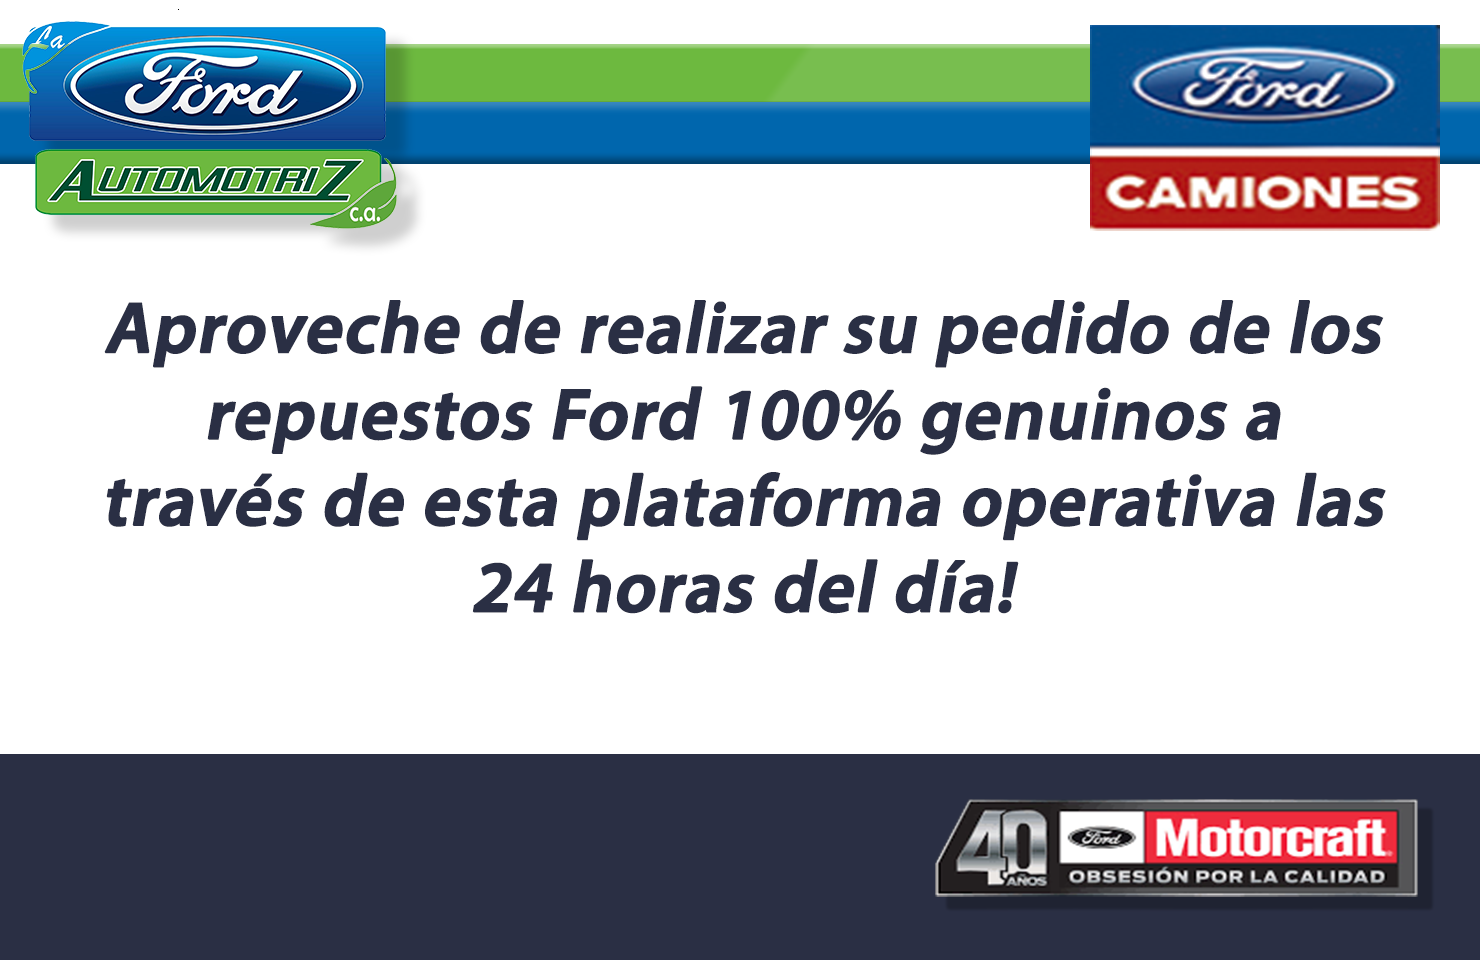 La
Ford
AUTOMOTRIZ
c.a.
Ford
CAMIONES
Aproveche de realizar su pedido de los
repuestos Ford 100% genuinos a
través de esta plataforma operativa las
24 horas del día!
40
AÑOS
Ford
Motorcraft
OBSESIÓN POR LA CALIDAD